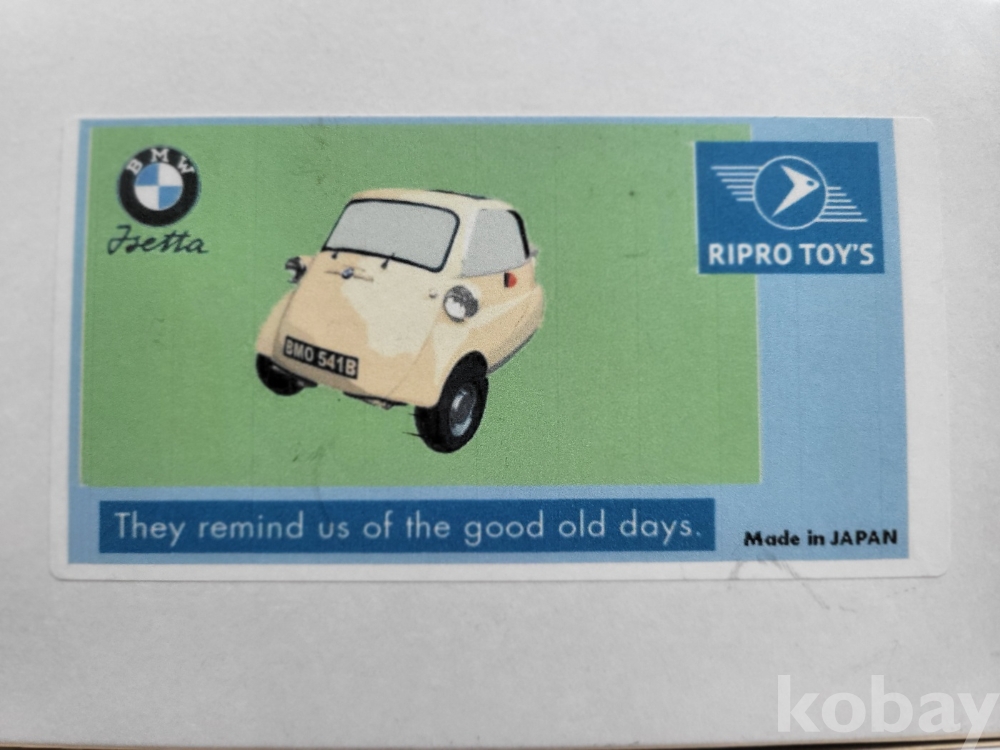 BMW
Isetta
RIPRO TOY'S
BMO 541B
They remind us of the good old days.
Made in JAPAN
kobay